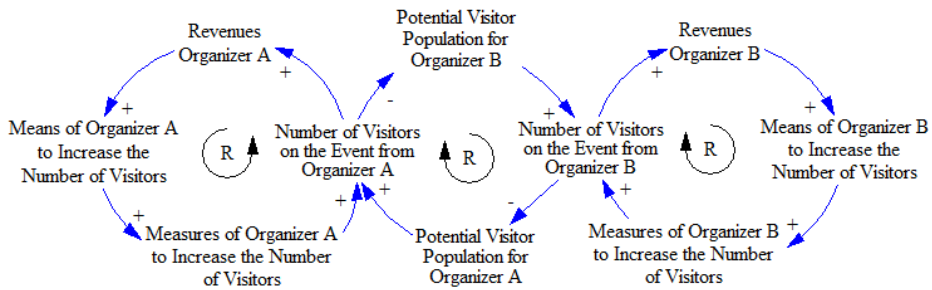 Revenues
Organizer A
+
Potential Visitor
Population for
Organizer B
-
+
Revenues
Organizer B
+
+
Means of Organizer A
to Increase the
Number of Visitors
+
R
Number of Visitors
on the Event from
Organizer A
R
Number of Visitors
on the Event from
Organizer B
R
Means of Organizer B
to Increase the
Number of Visitors
+
+
Measures of Organizer A
to Increase the Number
of Visitors
+
+
Potential Visitor
Population for
Organizer A
-
+
Measures of Organizer B
to Increase the Number
of Visitors